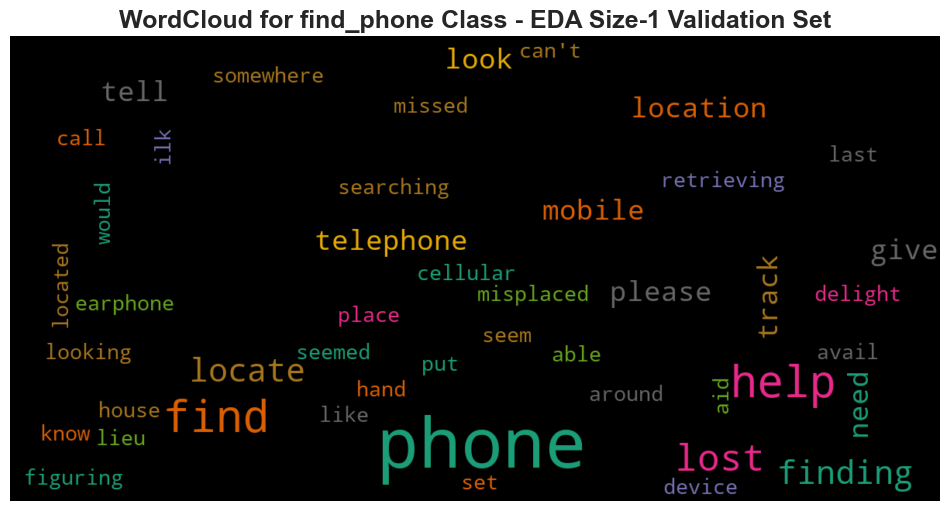 WordCloud for find_phone Class - EDA Size-1 Validation Set
look
can't
somewhere
tell
missed
location
call
ilk
last
searching
retrieving
would
mobile
telephone
give
cellular
located
earphone
misplaced
please
track
delight
place
seem
looking
seemed
put
able
avail
locate
hand
help
around
aid
need
house
find
like
know
lieu
phone
lost
finding
figuring
set
device